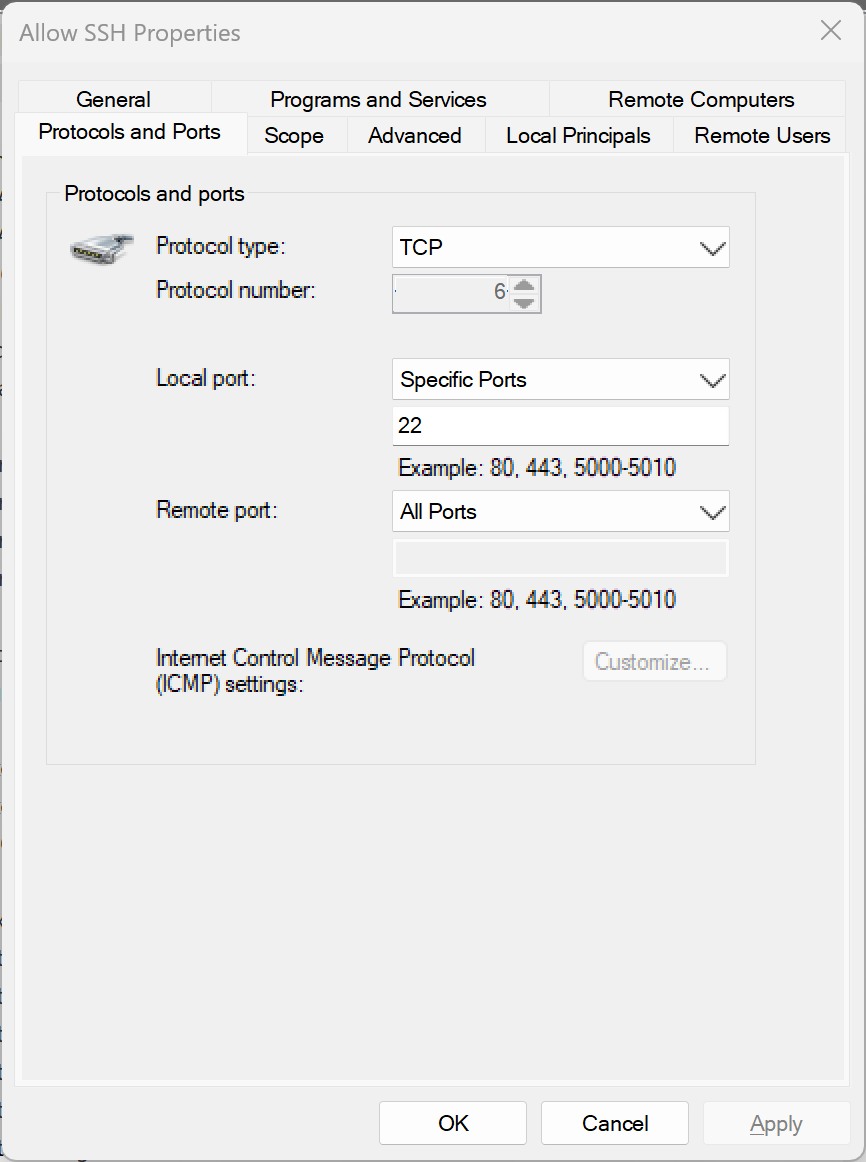 Allow SSH Properties
General
Programs and Services
Remote Computers
Protocols and Ports
Scope
Advanced
Local Principals
Remote Users
Protocols and ports
Protocol type:
TCP
Protocol number:
6
Local port:
Specific Ports
22
Example: 80, 443, 5000-5010
Remote port:
All Ports
Example: 80, 443, 5000-5010
Internet Control Message Protocol
(ICMP) settings:
Customize...
OK
Cancel
Apply